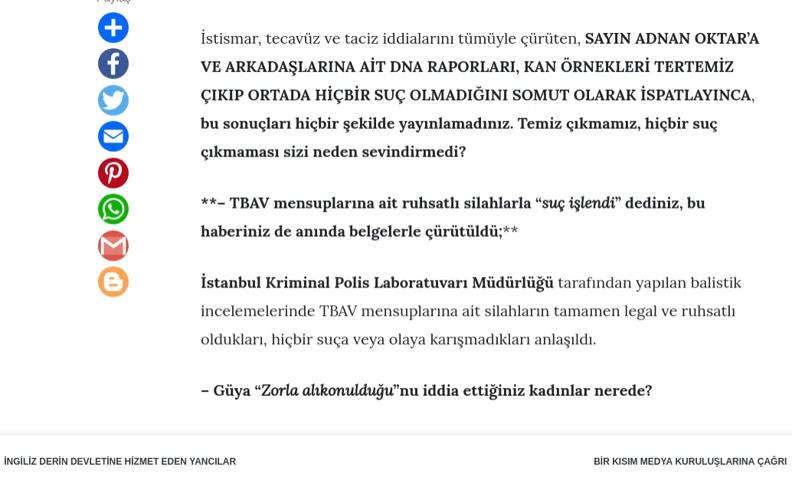 İstismar, tecavüz ve taciz iddialarını tümüyle çürüten, SAYIN ADNAN OKTAR’A
VE ARKADAŞLARINA AİT DNA RAPORLARI, KAN ÖRNEKLERİ TERTEMİZ
ÇIKIP ORTADA HİÇBİR SUÇ OLMADIĞINI SOMUT OLARAK İSPATLAYINCA,
bu sonuçları hiçbir şekilde yayınlamadınız. Temiz çıkmamız, hiçbir suç
çıkmaması sizi neden sevindirmedi?
**– TBAV mensuplarına ait ruhsatlı silahlarla “suç işlendi” dediniz, bu
haberiniz de anında belgelerle çürütüldü;**
İstanbul Kriminal Polis Laboratuvarı Müdürlüğü tarafından yapılan balistik
incelemelerinde TBAV mensuplarına ait silahların tamamen legal ve ruhsatlı
oldukları, hiçbir suça veya olaya karışmadıkları anlaşıldı.
– Güya “Zorla alıkonulduğu”nu iddia ettiğiniz kadınlar nerede?
İNGİLİZ DERİN DEVLETİNE HİZMET EDEN YANCILAR
BİR KISIM MEDYA KURULUŞLARINA ÇAĞRI